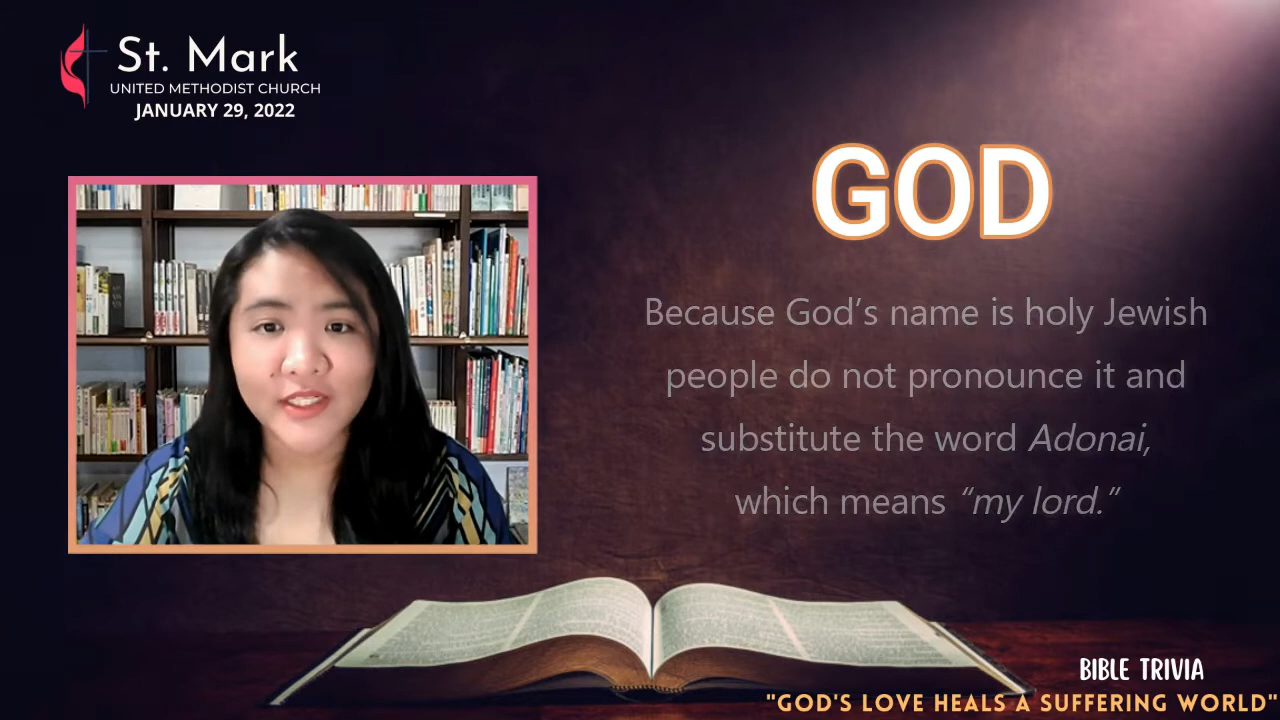 St. Mark
UNITED METHODIST CHURCH
JANUARY 29, 2022
GOD
Because God’s name is holy Jewish
people do not pronounce it and
substitute the word Adonai,
which means “my lord.”
BIBLE TRIVIA
"GOD'S LOVE HEALS A SUFFERING WORLD"